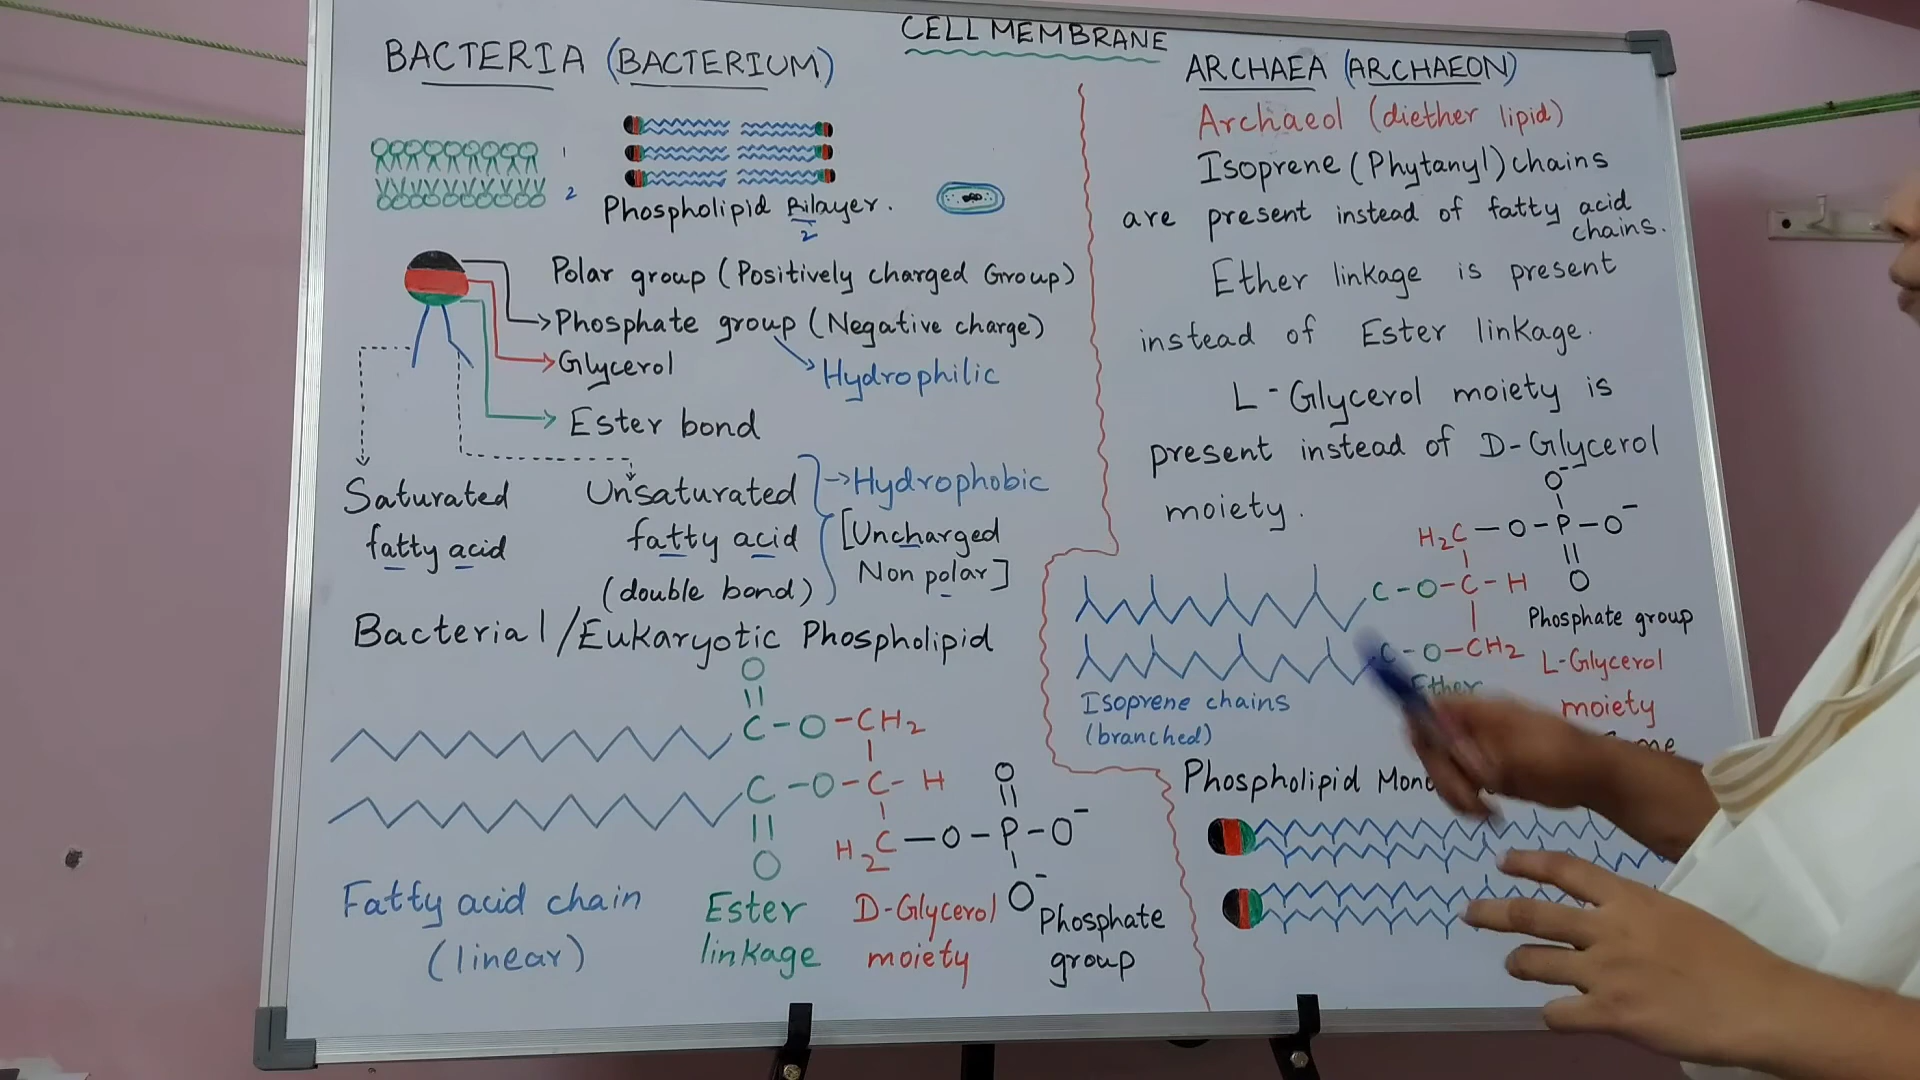 CELL MEMBRANE
BACTERIA (BACTERIUM)
1
2
Phospholipid Bilayer.
2
Polar group (Positively charged Group)
Phosphate group (Negative charge)
Hydrophilic
Glycerol
Ester bond
Saturated
fatty acid
Unsaturated
fatty acid
(double bond)
Hydrophobic
[Uncharged
Non polar]
Bacterial/Eukaryotic Phospholipid
O
C-O-CH2
C-O-C-H
O
H2C-O-P-O-
O
O-
Fatty acid chain
(linear)
Ester
linkage
D-Glycerol
moiety
Phosphate
group
ARCHAEA (ARCHAEON)
Archaeol (diether lipid)
Isoprene (Phytanyl) chains
are present instead of fatty acid
chains.
Ether linkage is present
instead of Ester linkage.
L-Glycerol moiety is
present instead of D-Glycerol
moiety.
O-
H2C-O-P-O-
O
C-O-C-H
C-O-CH2
Phosphate group
Ether
L-Glycerol
moiety
Isoprene chains
(branched)
Phospholipid